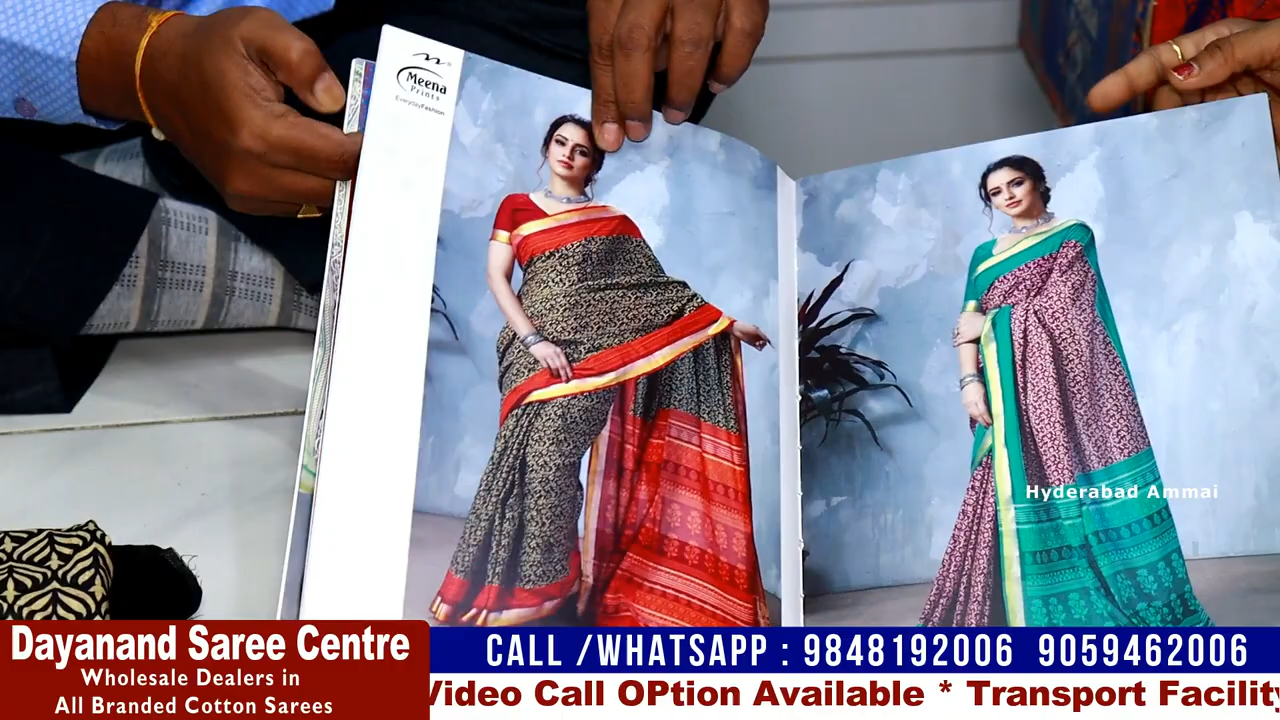 Meena
Prints
EverydayFashion
Hyderabad Ammai
Dayanand Saree Centre
Wholesale Dealers in
All Branded Cotton Sarees
CALL /WHATSAPP : 9848192006 9059462006
Video Call OPtion Available * Transport Facility